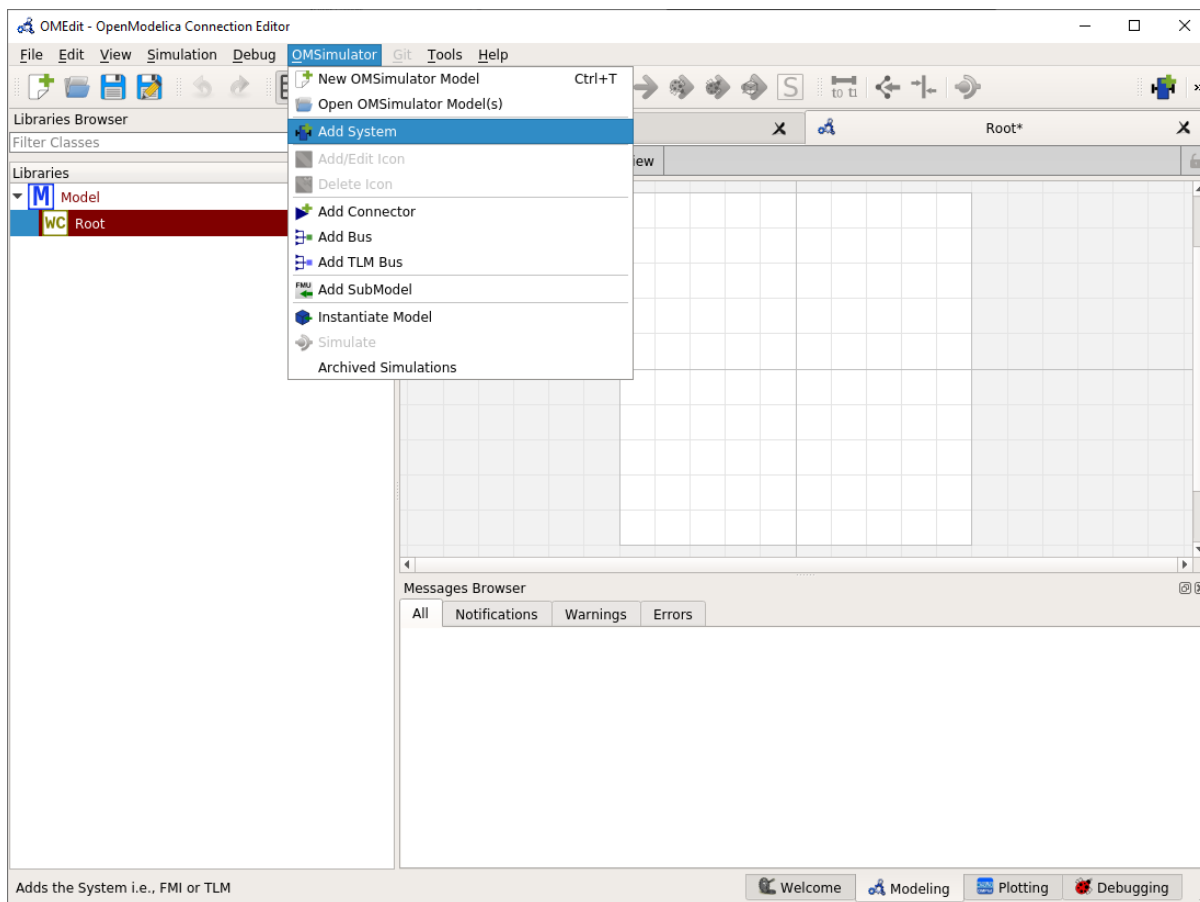 OMEdit - OpenModelica Connection Editor
File Edit View Simulation Debug OMSimulator Git Tools Help
New OMSimulator Model Ctrl+T
Open OMSimulator Model(s)
Add System
Add/Edit Icon
Delete Icon
Add Connector
Add Bus
Add TLM Bus
FMU Add SubModel
Instantiate Model
Simulate
Archived Simulations
S to t1
Libraries Browser
Filter Classes
Libraries
M Model
WC Root
Root*
iew
Messages Browser
All Notifications Warnings Errors
Adds the System i.e., FMI or TLM
Welcome Modeling Plotting Debugging